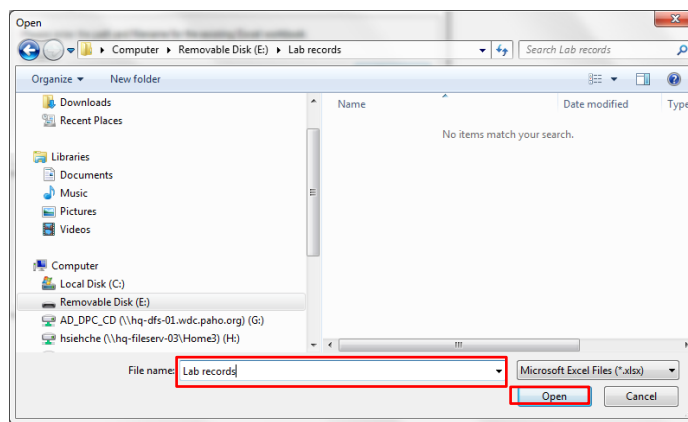 Open
Computer ▸ Removable Disk (E:) ▸ Lab records
Search Lab records
Organize
New folder
Name
Date modified
Type
Downloads
Recent Places
No items match your search.
Libraries
Documents
Music
Pictures
Videos
Computer
Local Disk (C:)
Removable Disk (E:)
AD_DPC_CD (\\hq-dfs-01.wdc.paho.org) (G:)
hsiehche (\\hq-fileserv-03\Home3) (H:)
File name: Lab records
Microsoft Excel Files (*.xlsx)
Open
Cancel